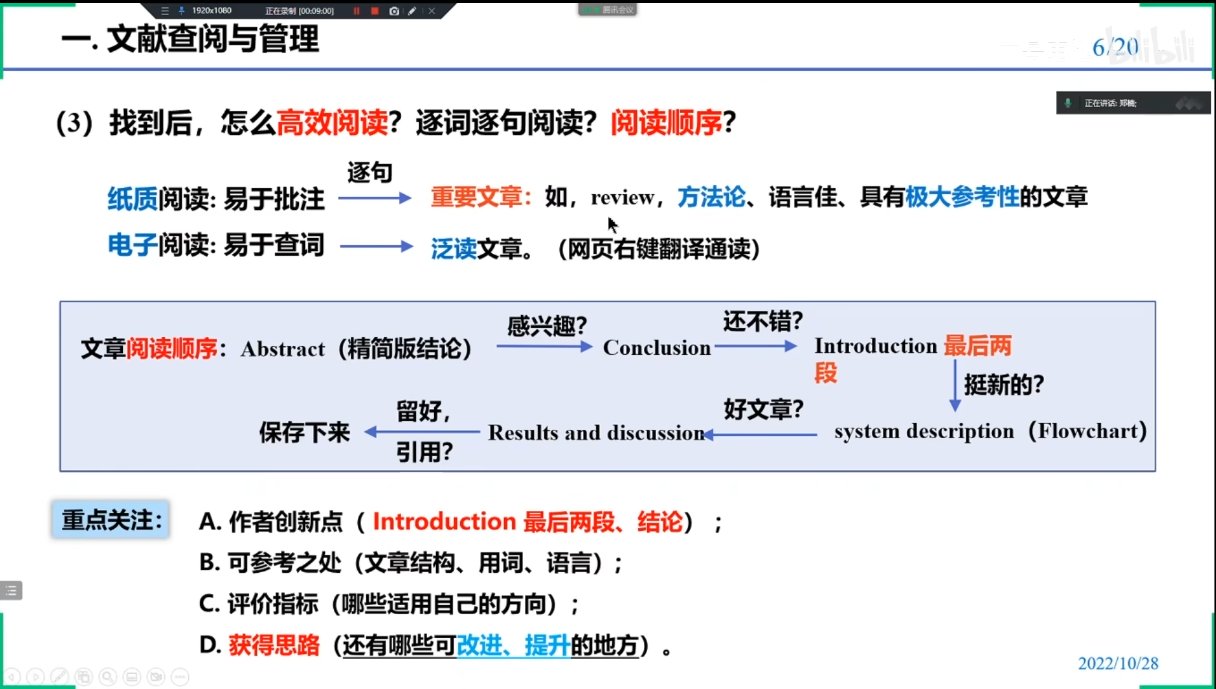 1920x1080 正在录制 [00:09:00]
腾讯会议
一. 文献查阅与管理
6/20
bilibili
正在讲话: 郑楠;
（3）找到后，怎么高效阅读？逐词逐句阅读？阅读顺序？
逐句
纸质阅读: 易于批注
重要文章：如，review，方法论、语言佳、具有极大参考性的文章
电子阅读: 易于查词
泛读文章。（网页右键翻译通读）
感兴趣？
还不错？
文章阅读顺序：Abstract（精简版结论）
Conclusion
Introduction 最后两
段
挺新的？
留好，
好文章？
保存下来
Results and discussion
system description（Flowchart）
引用？
重点关注：
A. 作者创新点（ Introduction 最后两段、结论）；
B. 可参考之处（文章结构、用词、语言）；
C. 评价指标（哪些适用自己的方向）；
D. 获得思路（还有哪些可改进、提升的地方）。
2022/10/28